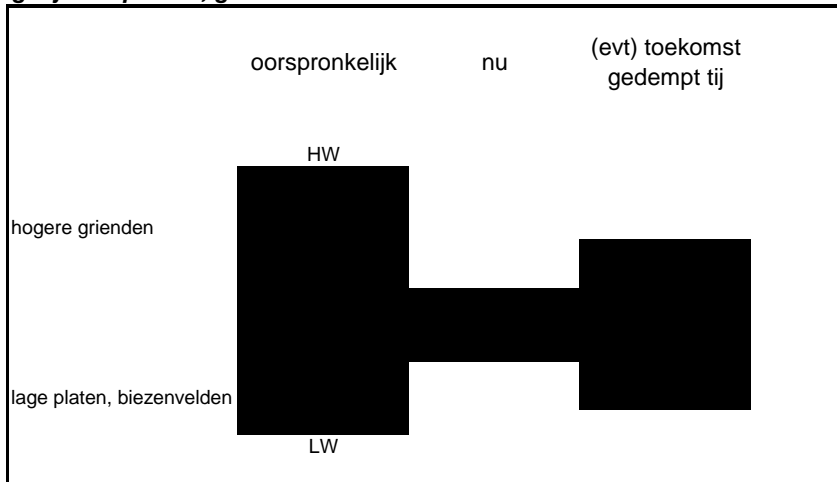 oorspronkelijk nu (evt) toekomst
gedempt tij
HW
hogere grienden
lage platen, biezenvelden
LW